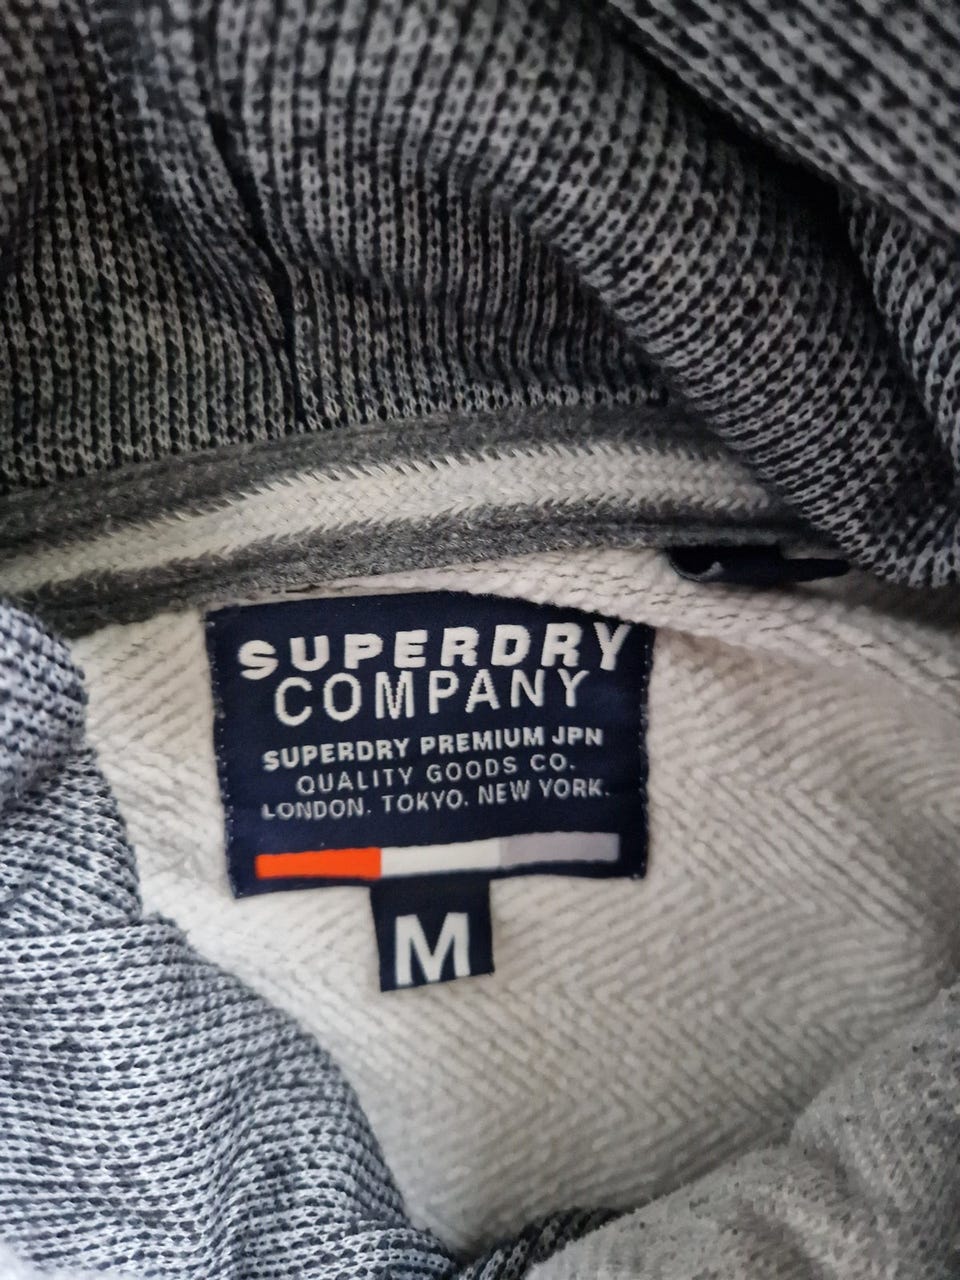 SUPERDRY
COMPANY
SUPERDRY PREMIUM JPN
QUALITY GOODS CO.
LONDON. TOKYO. NEW YORK.
M